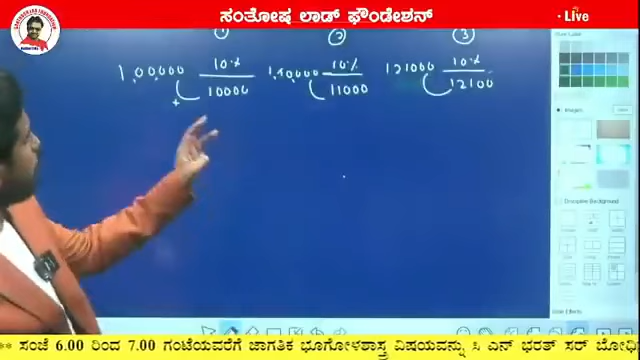 ಸಂತೋಷ ಲಾಡ್ ಫೌಂಡೇಶನ್
Live
① ② ③
1,00,000 10% 1,10,000 10% 121000 10%
+ 10000 11000 12100
Images
** ಸಂಜೆ 6.00 ರಿಂದ 7.00 ಗಂಟೆಯವರೆಗೆ ಜಾಗತಿಕ ಭೂಗೋಳಶಾಸ್ತ್ರ ವಿಷಯವನ್ನು ಸಿ ಎನ್ ಭರತ್ ಸರ್ ಬೋಧಿ